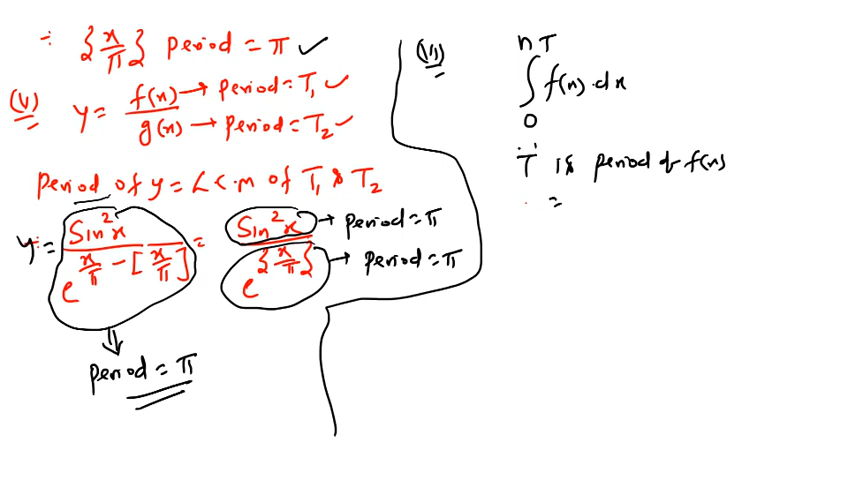 ∴ {x/π} period = π ✓
(V) y = f(x)/g(x) → period = T₁ ✓ → period = T₂ ✓
Period of y = L C.M of T₁ & T₂
y = Sin²x / e^(x/π - [x/π]) = Sin²x / e^{x/π} → period = π → period = π
⇓
period = π
(VI)
∫₀^(nT) f(x).dx
∵ T is period of f(x)
∴ =